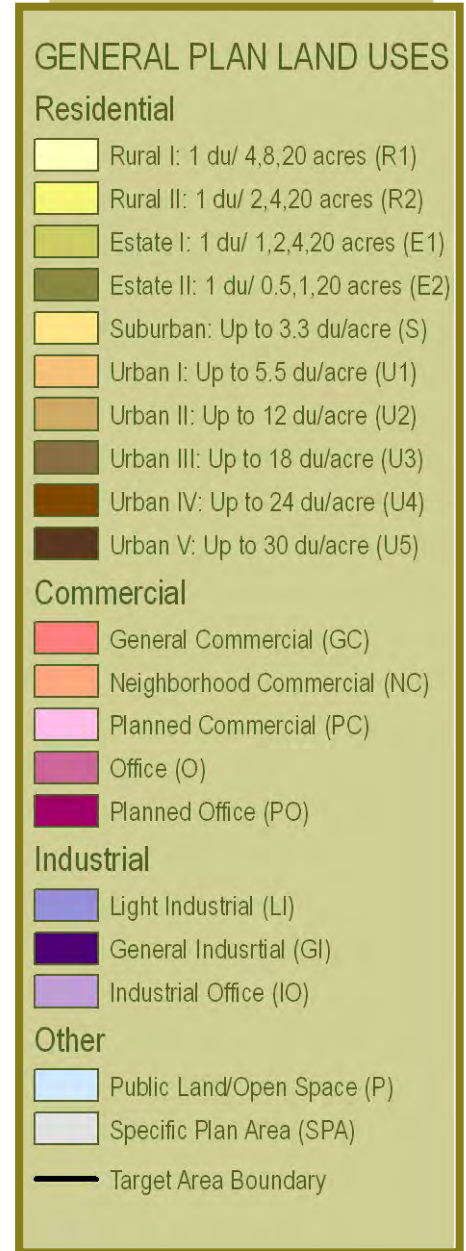 GENERAL PLAN LAND USES
Residential
Rural I: 1 du/ 4,8,20 acres (R1)
Rural II: 1 du/ 2,4,20 acres (R2)
Estate I: 1 du/ 1,2,4,20 acres (E1)
Estate II: 1 du/ 0.5,1,20 acres (E2)
Suburban: Up to 3.3 du/acre (S)
Urban I: Up to 5.5 du/acre (U1)
Urban II: Up to 12 du/acre (U2)
Urban III: Up to 18 du/acre (U3)
Urban IV: Up to 24 du/acre (U4)
Urban V: Up to 30 du/acre (U5)
Commercial
General Commercial (GC)
Neighborhood Commercial (NC)
Planned Commercial (PC)
Office (O)
Planned Office (PO)
Industrial
Light Industrial (LI)
General Indusrtial (GI)
Industrial Office (IO)
Other
Public Land/Open Space (P)
Specific Plan Area (SPA)
Target Area Boundary